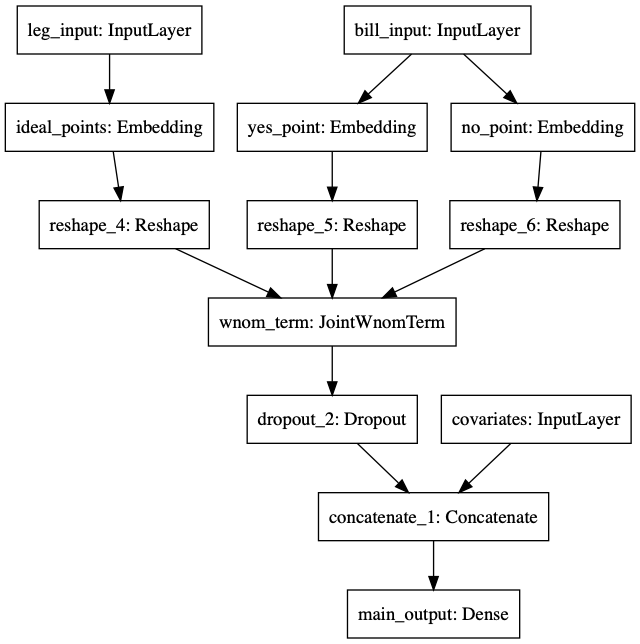 leg_input: InputLayer
bill_input: InputLayer
ideal_points: Embedding
yes_point: Embedding
no_point: Embedding
reshape_4: Reshape
reshape_5: Reshape
reshape_6: Reshape
wnom_term: JointWnomTerm
dropout_2: Dropout
covariates: InputLayer
concatenate_1: Concatenate
main_output: Dense